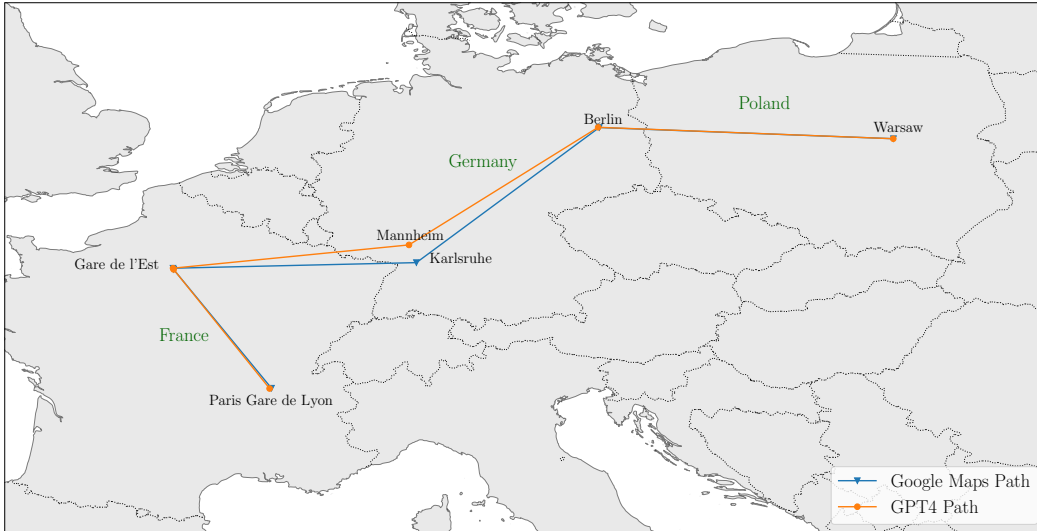 Poland
Berlin
Warsaw
Germany
Mannheim
Gare de l'Est
Karlsruhe
France
Paris Gare de Lyon
Google Maps Path
GPT4 Path